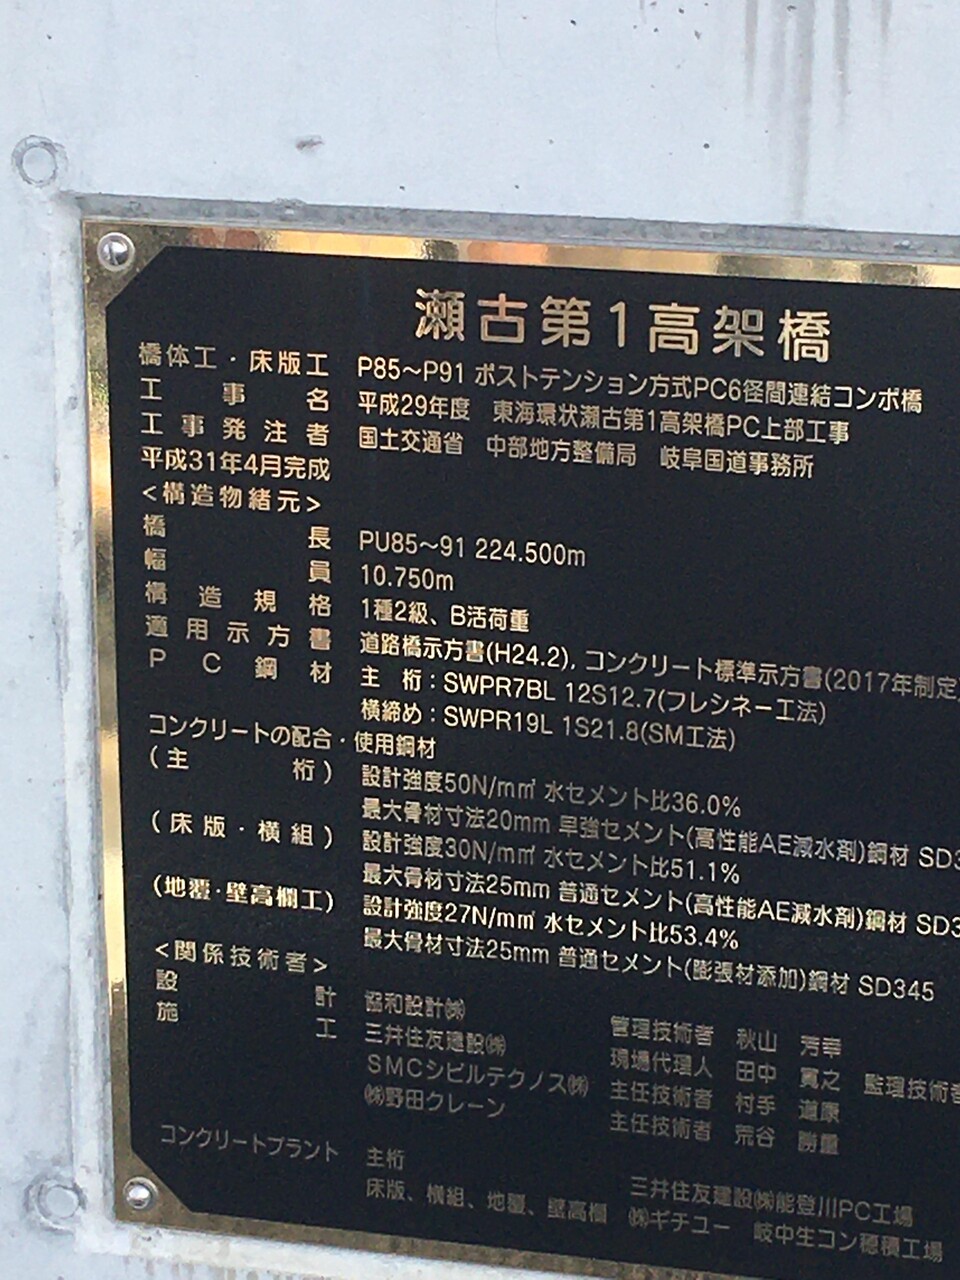 瀬古第1高架橋
橋体工・床版工 P85～P91 ポストテンション方式PC6径間連結コンポ橋
工事名 平成29年度 東海環状瀬古第1高架橋PC上部工事
工事発注者 国土交通省 中部地方整備局 岐阜国道事務所
平成31年4月完成
<構造物緒元>
橋長 PU85～91 224.500m
幅員 10.750m
構造規格 1種2級、B活荷重
適用示方書 道路橋示方書(H24.2), コンクリート標準示方書(2017年制定)
PC鋼材 主桁：SWPR7BL 12S12.7(フレシネー工法)
横締め：SWPR19L 1S21.8(SM工法)
コンクリートの配合・使用鋼材
(主桁) 設計強度50N/mm² 水セメント比36.0%
最大骨材寸法20mm 早強セメント(高性能AE減水剤)鋼材 SD3
(床版・横組) 設計強度30N/mm² 水セメント比51.1%
最大骨材寸法25mm 普通セメント(高性能AE減水剤)鋼材 SD3
(地覆・壁高欄工) 設計強度27N/mm² 水セメント比53.4%
最大骨材寸法25mm 普通セメント(膨張材添加)鋼材 SD345
<関係技術者>
設計 協和設計㈱ 管理技術者 秋山 芳幸
施工 三井住友建設㈱ 現場代理人 田中 寛之 監理技術者
SMCシビルテクノス㈱ 主任技術者 村手 道康
㈱野田クレーン 主任技術者 荒谷 勝重
コンクリートプラント 主桁 三井住友建設㈱能登川PC工場
床版、横組、地覆、壁高欄 ㈱ギチユー 岐中生コン穂積工場